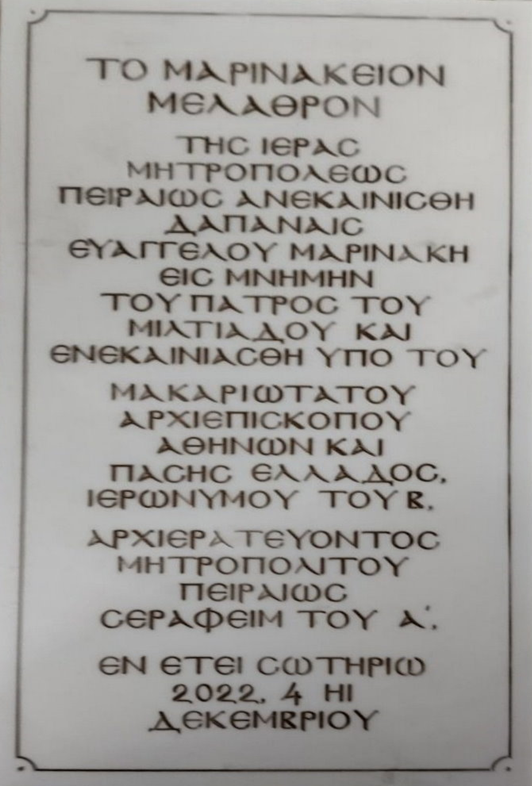 ΤΟ ΜΑΡΙΝΑΚΕΙΟΝ
ΜΕΛΑΘΡΟΝ
ΤΗϹ ΙΕΡΑϹ
ΜΗΤΡΟΠΟΛΕωϹ
ΠΕΙΡΑΙωϹ ΑΝΕΚΑΙΝΙϹΘΗ
ΔΑΠΑΝΑΙϹ
ΕΥΑΓΓΕΛΟΥ ΜΑΡΙΝΑΚΗ
ΕΙϹ ΜΝΗΜΗΝ
ΤΟΥ ΠΑΤΡΟϹ ΤΟΥ
ΜΙΛΤΙΑΔΟΥ ΚΑΙ
ΕΝΕΚΑΙΝΙΑϹΘΗ ΥΠΟ ΤΟΥ
ΜΑΚΑΡΙωΤΑΤΟΥ
ΑΡΧΙΕΠΙϹΚΟΠΟΥ
ΑΘΗΝωΝ ΚΑΙ
ΠΑϹΗϹ ΕΛΛΑΔΟϹ,
ΙΕΡωΝΥΜΟΥ ΤΟΥ Β,
ΑΡΧΙΕΡΑΤΕΥΟΝΤΟϹ
ΜΗΤΡΟΠΟΛΙΤΟΥ
ΠΕΙΡΑΙωϹ
ϹΕΡΑΦΕΙΜ ΤΟΥ Α΄.
ΕΝ ΕΤΕΙ ϹωΤΗΡΙω
2022, 4 ΗΙ
ΔΕΚΕΜΒΡΙΟΥ